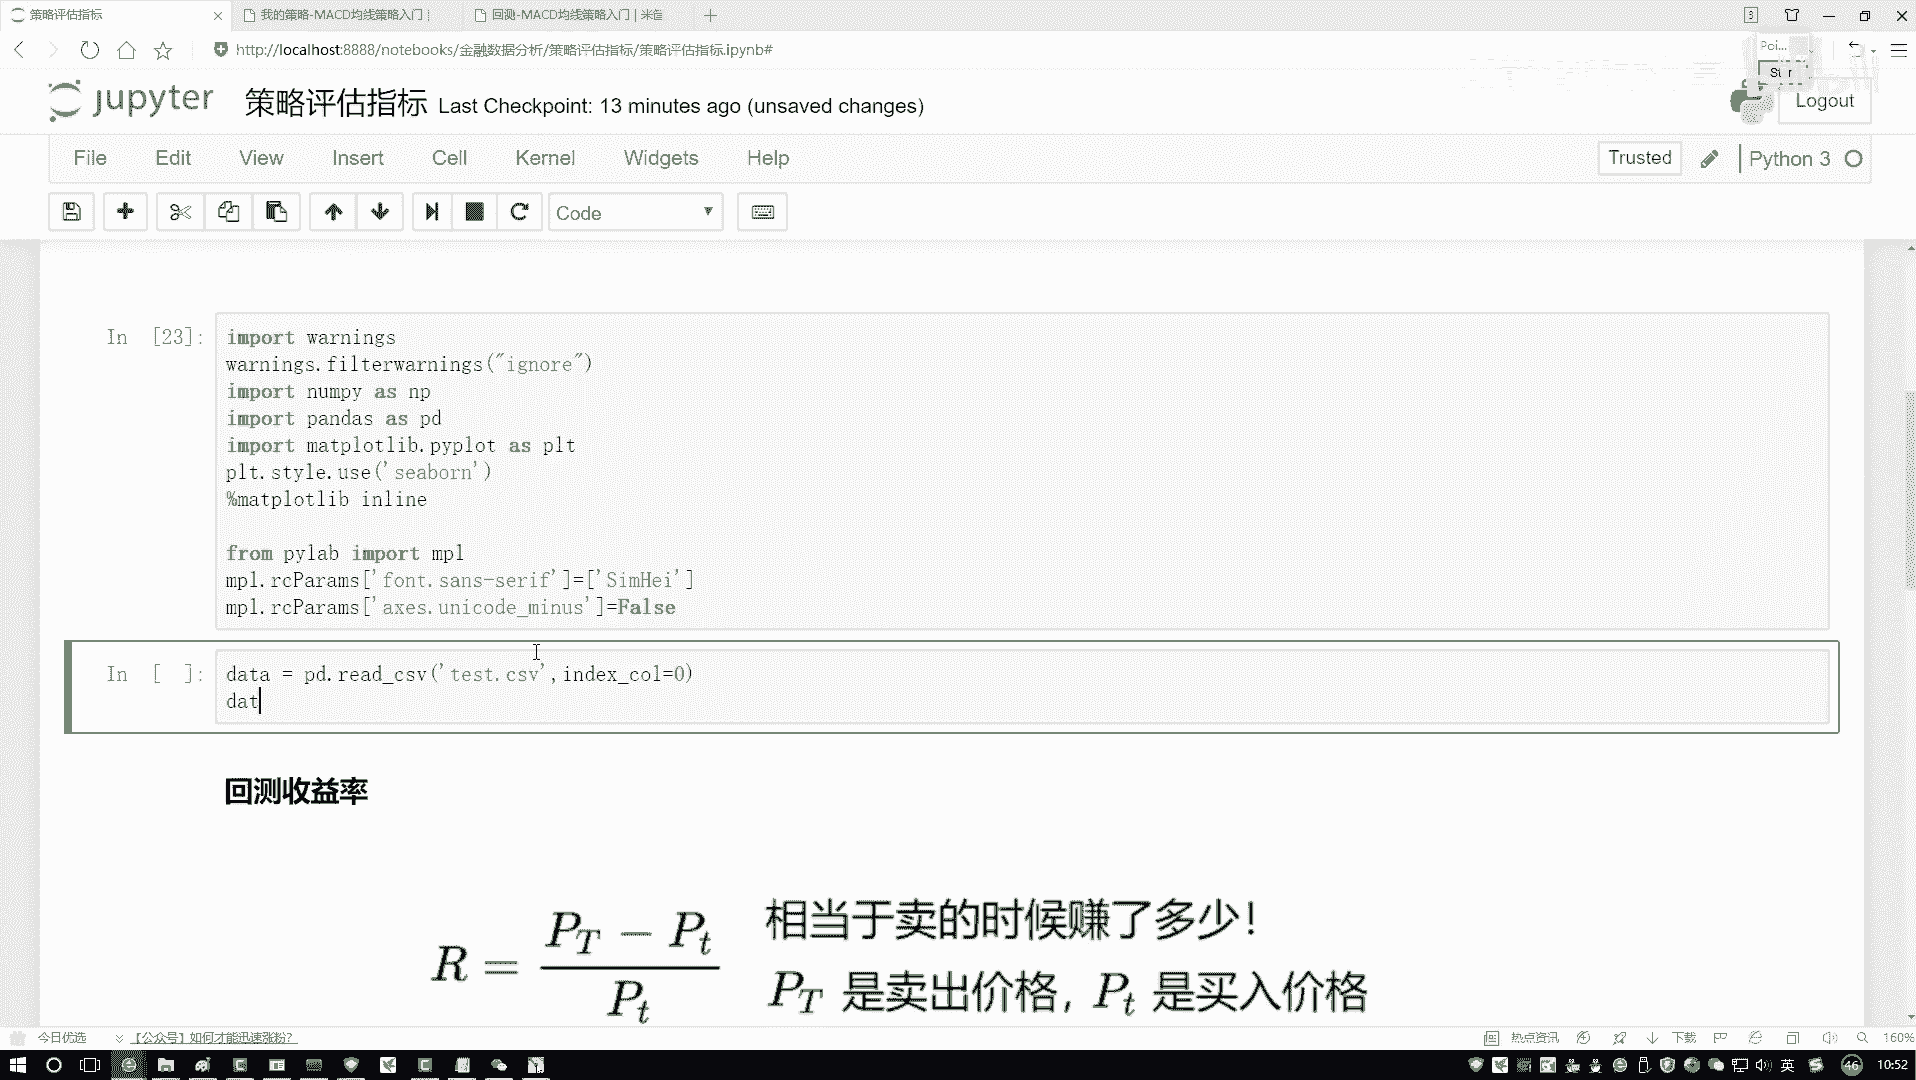 策略评估指标
我的策略-MACD均线策略入门
回测-MACD均线策略入门 | 米筐
http://localhost:8888/notebooks/金融数据分析/策略评估指标/策略评估指标.ipynb#
Poi...
jupyter 策略评估指标 Last Checkpoint: 13 minutes ago (unsaved changes)
Logout
File Edit View Insert Cell Kernel Widgets Help
Trusted Python 3
Code
In [23]: import warnings
warnings.filterwarnings("ignore")
import numpy as np
import pandas as pd
import matplotlib.pyplot as plt
plt.style.use('seaborn')
%matplotlib inline
from pylab import mpl
mpl.rcParams['font.sans-serif']=['SimHei']
mpl.rcParams['axes.unicode_minus']=False
In [ ]: data = pd.read_csv('test.csv',index_col=0)
dat
回测收益率
R = \frac{P_T - P_t}{P_t} 相当于卖的时候赚了多少！
P_T 是卖出价格，P_t 是买入价格
今日优选 【公众号】如何才能迅速涨粉？ 热点资讯 下载 160%
英 46 10:52